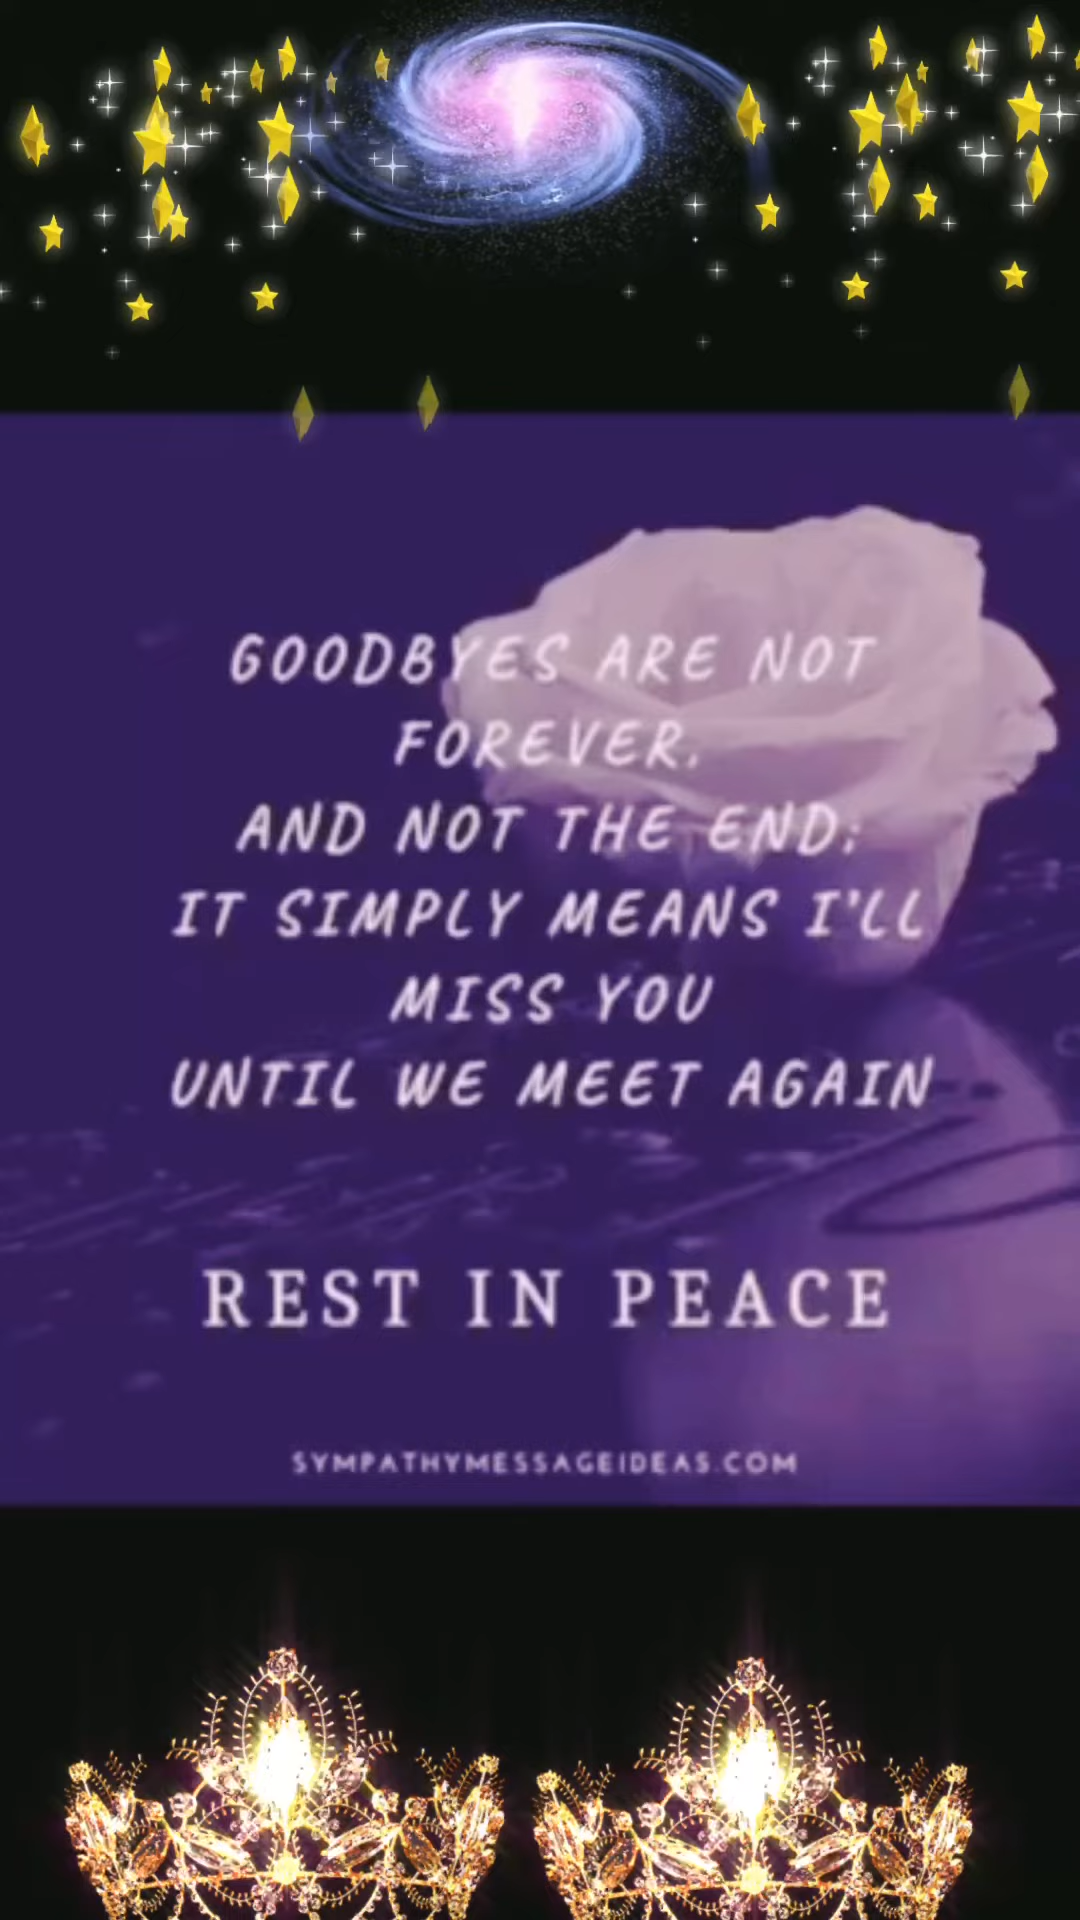 GOODBYES ARE NOT
FOREVER.
AND NOT THE END;
IT SIMPLY MEANS I'LL
MISS YOU
UNTIL WE MEET AGAIN
REST IN PEACE
SYMPATHYMESSAGEIDEAS.COM